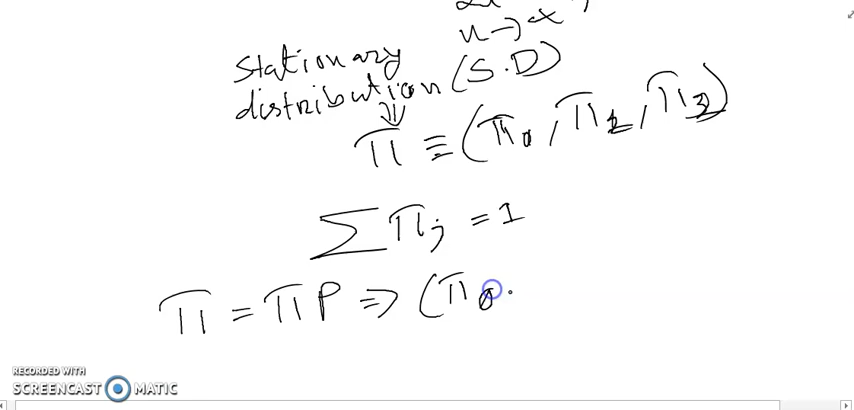 n → ∝
stationary
distribution (S.D)
⇓
π ≡ (π₀, π₁, π₂)
∑ πⱼ = 1
π = πP ⇒ (π₀
RECORDED WITH
SCREENCAST MATIC